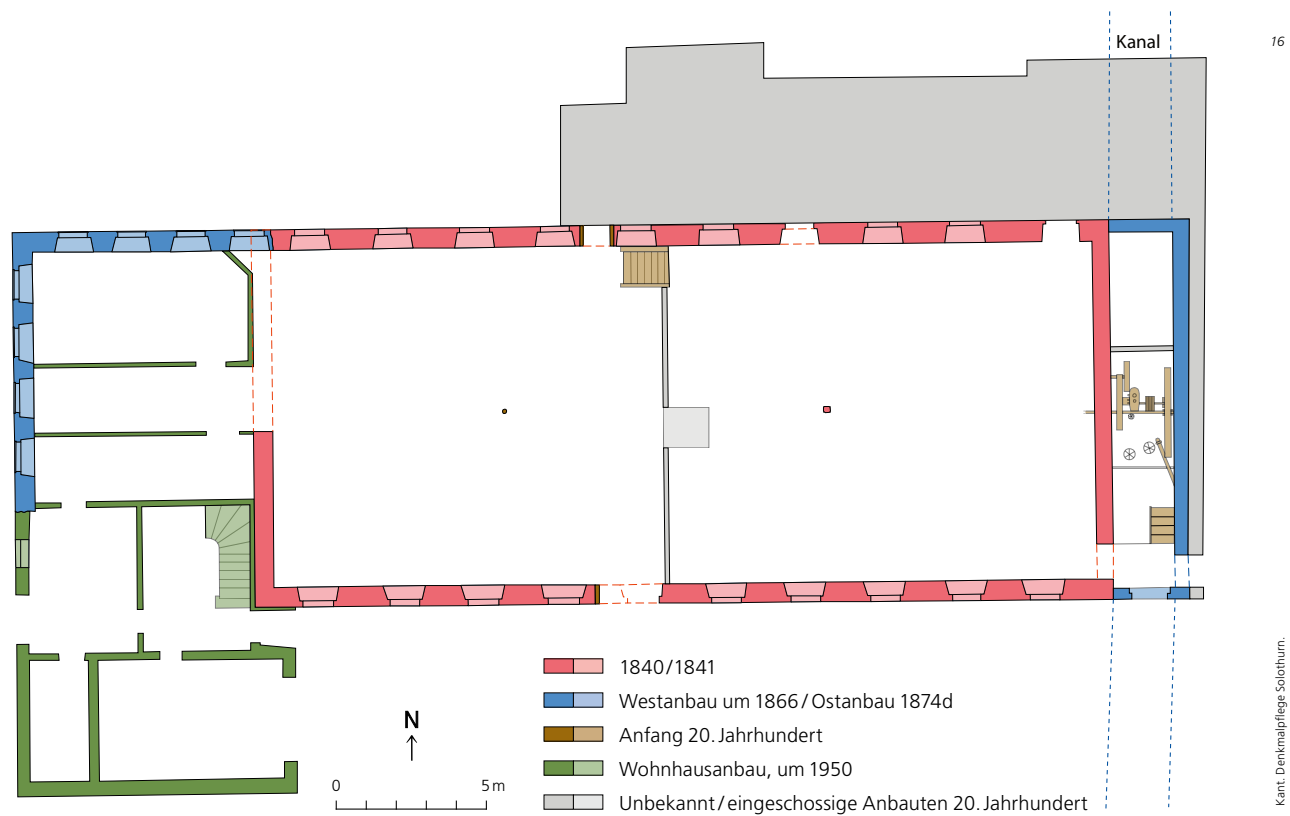 Kanal
16
1840/1841
Westanbau um 1866/Ostanbau 1874d
Anfang 20. Jahrhundert
Wohnhausanbau, um 1950
Unbekannt/eingeschossige Anbauten 20. Jahrhundert
N
0 5 m
Kant. Denkmalpflege Solothurn.